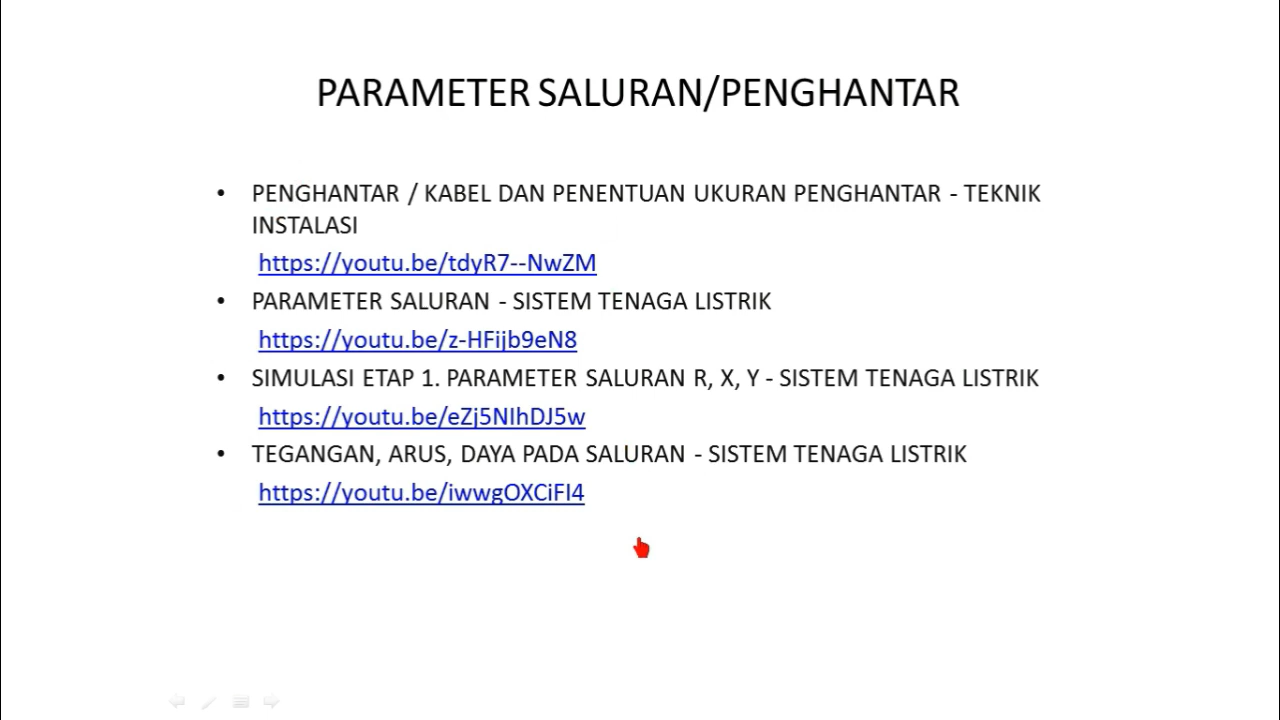 PARAMETER SALURAN/PENGHANTAR
• PENGHANTAR / KABEL DAN PENENTUAN UKURAN PENGHANTAR - TEKNIK
INSTALASI
https://youtu.be/tdyR7--NwZM
• PARAMETER SALURAN - SISTEM TENAGA LISTRIK
https://youtu.be/z-HFijb9eN8
• SIMULASI ETAP 1. PARAMETER SALURAN R, X, Y - SISTEM TENAGA LISTRIK
https://youtu.be/eZj5NIhDJ5w
• TEGANGAN, ARUS, DAYA PADA SALURAN - SISTEM TENAGA LISTRIK
https://youtu.be/iwwgOXCiFI4